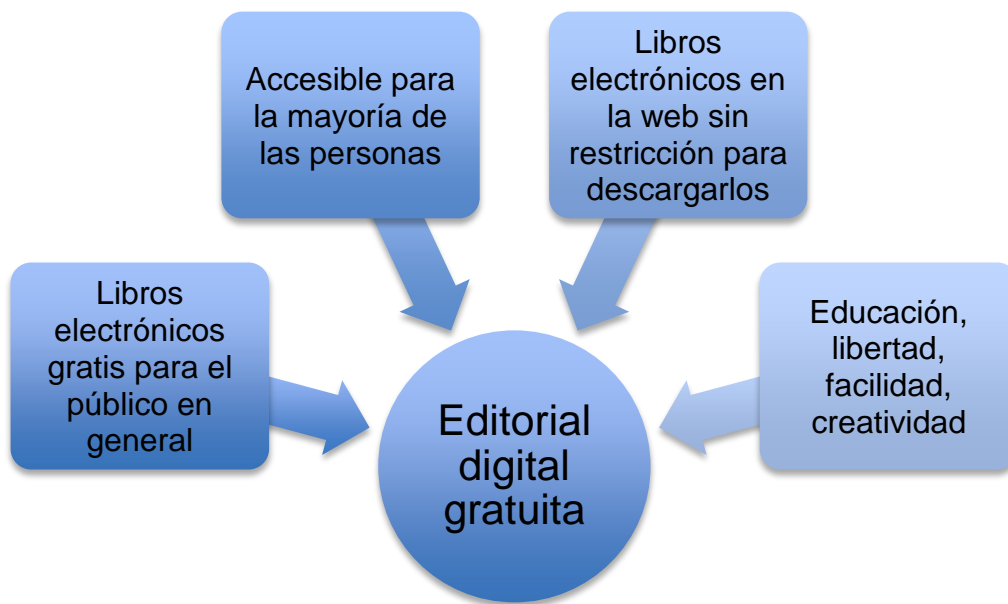 Accesible para
la mayoría de
las personas
Libros
electrónicos en
la web sin
restricción para
descargarlos
Libros
electrónicos
gratis para el
público en
general
Educación,
libertad,
facilidad,
creatividad
Editorial
digital
gratuita